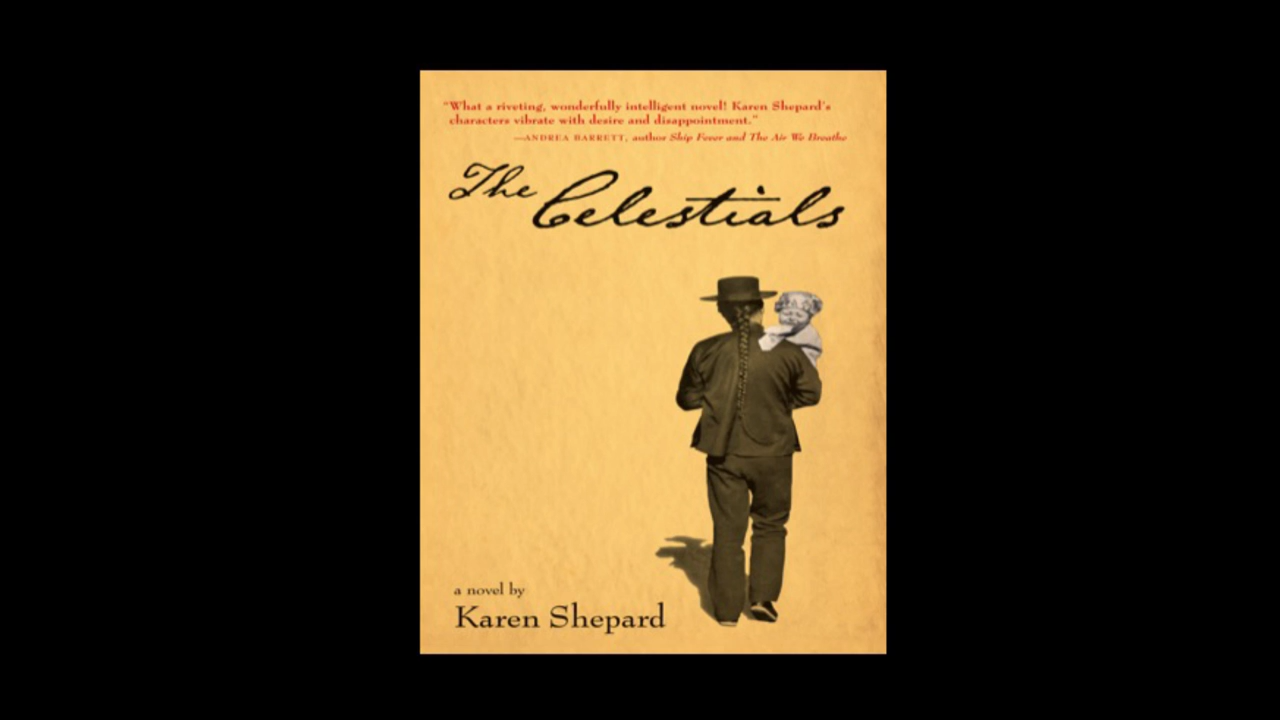 "What a riveting, wonderfully intelligent novel! Karen Shepard's
characters vibrate with desire and disappointment."
—ANDREA BARRETT, author Ship Fever and The Air We Breathe
The Celestials
a novel by
Karen Shepard